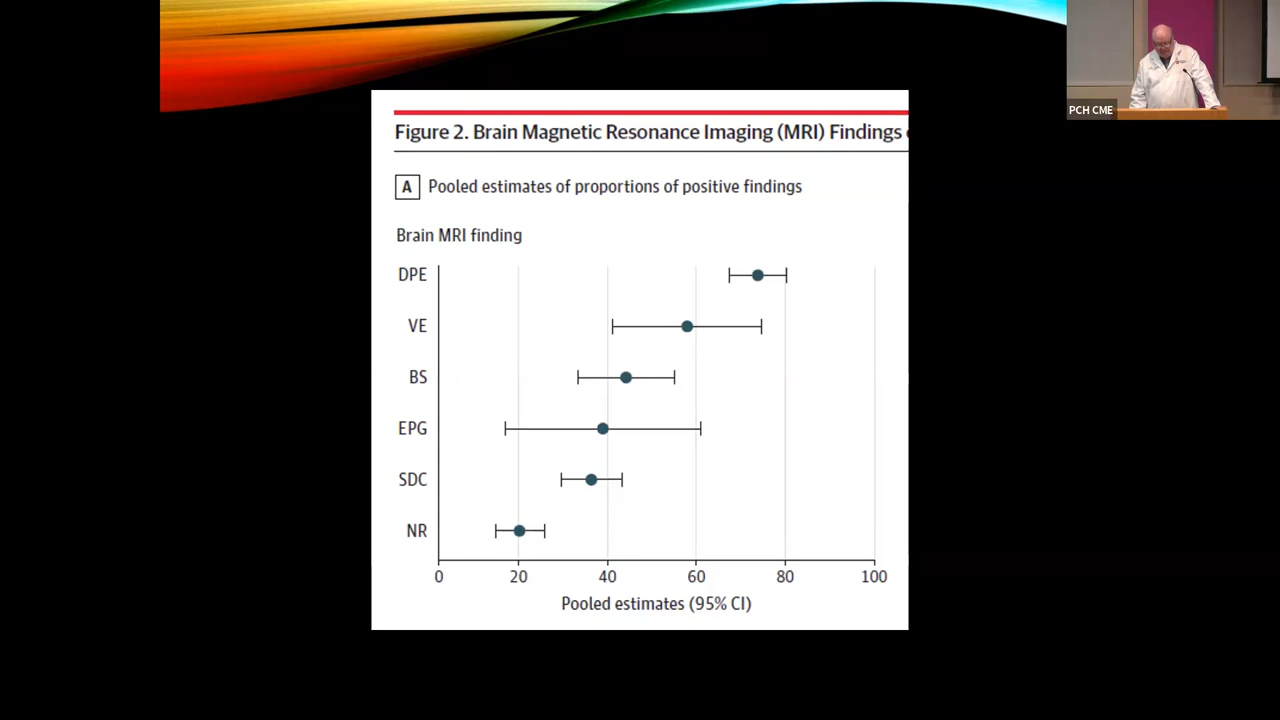 PCH CME
Figure 2. Brain Magnetic Resonance Imaging (MRI) Findings
A Pooled estimates of proportions of positive findings
Brain MRI finding
DPE
VE
BS
EPG
SDC
NR
0 20 40 60 80 100
Pooled estimates (95% CI)